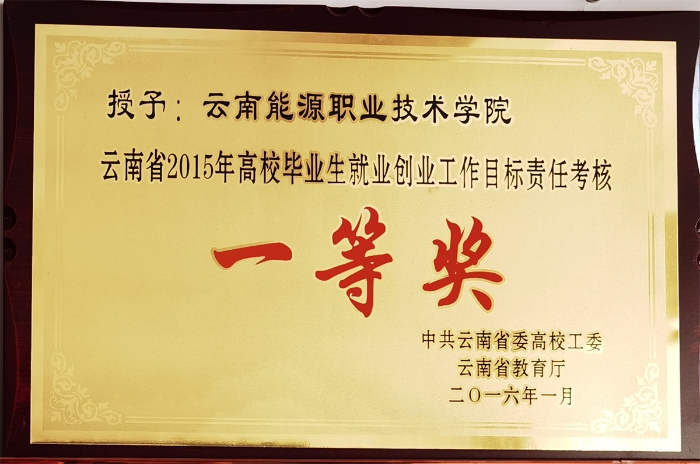 授予：云南能源职业技术学院
云南省2015年高校毕业生就业创业工作目标责任考核
一等奖
中共云南省委高校工委
云南省教育厅
二〇一六年一月